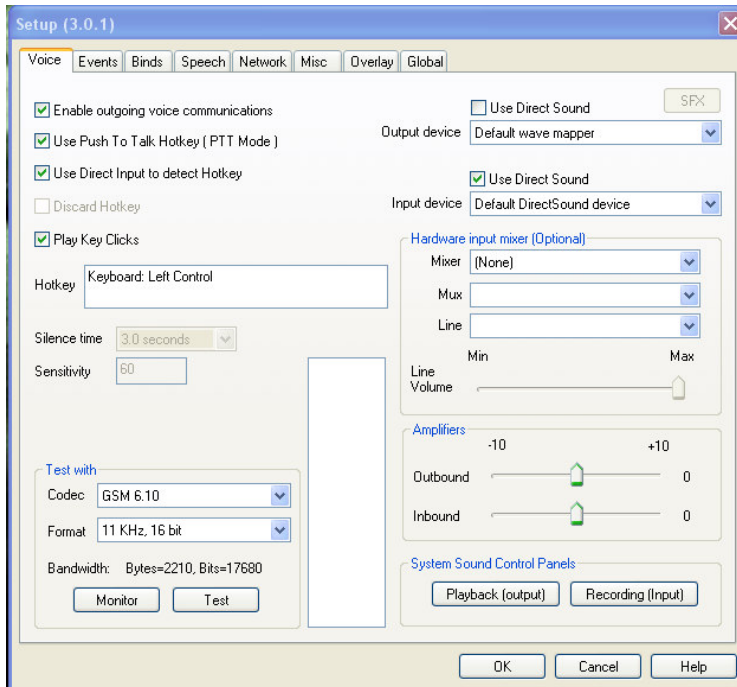 Setup (3.0.1)
Voice Events Binds Speech Network Misc Overlay Global
Enable outgoing voice communications
Use Push To Talk Hotkey ( PTT Mode )
Use Direct Input to detect Hotkey
Discard Hotkey
Play Key Clicks
Hotkey Keyboard: Left Control
Silence time 3.0 seconds
Sensitivity 60
Test with
Codec GSM 6.10
Format 11 KHz, 16 bit
Bandwidth: Bytes=2210, Bits=17680
Monitor Test
Use Direct Sound SFX
Output device Default wave mapper
Use Direct Sound
Input device Default DirectSound device
Hardware input mixer (Optional)
Mixer (None)
Mux
Line
Min Max
Line
Volume
Amplifiers
-10 +10
Outbound 0
Inbound 0
System Sound Control Panels
Playback (output) Recording (Input)
OK Cancel Help